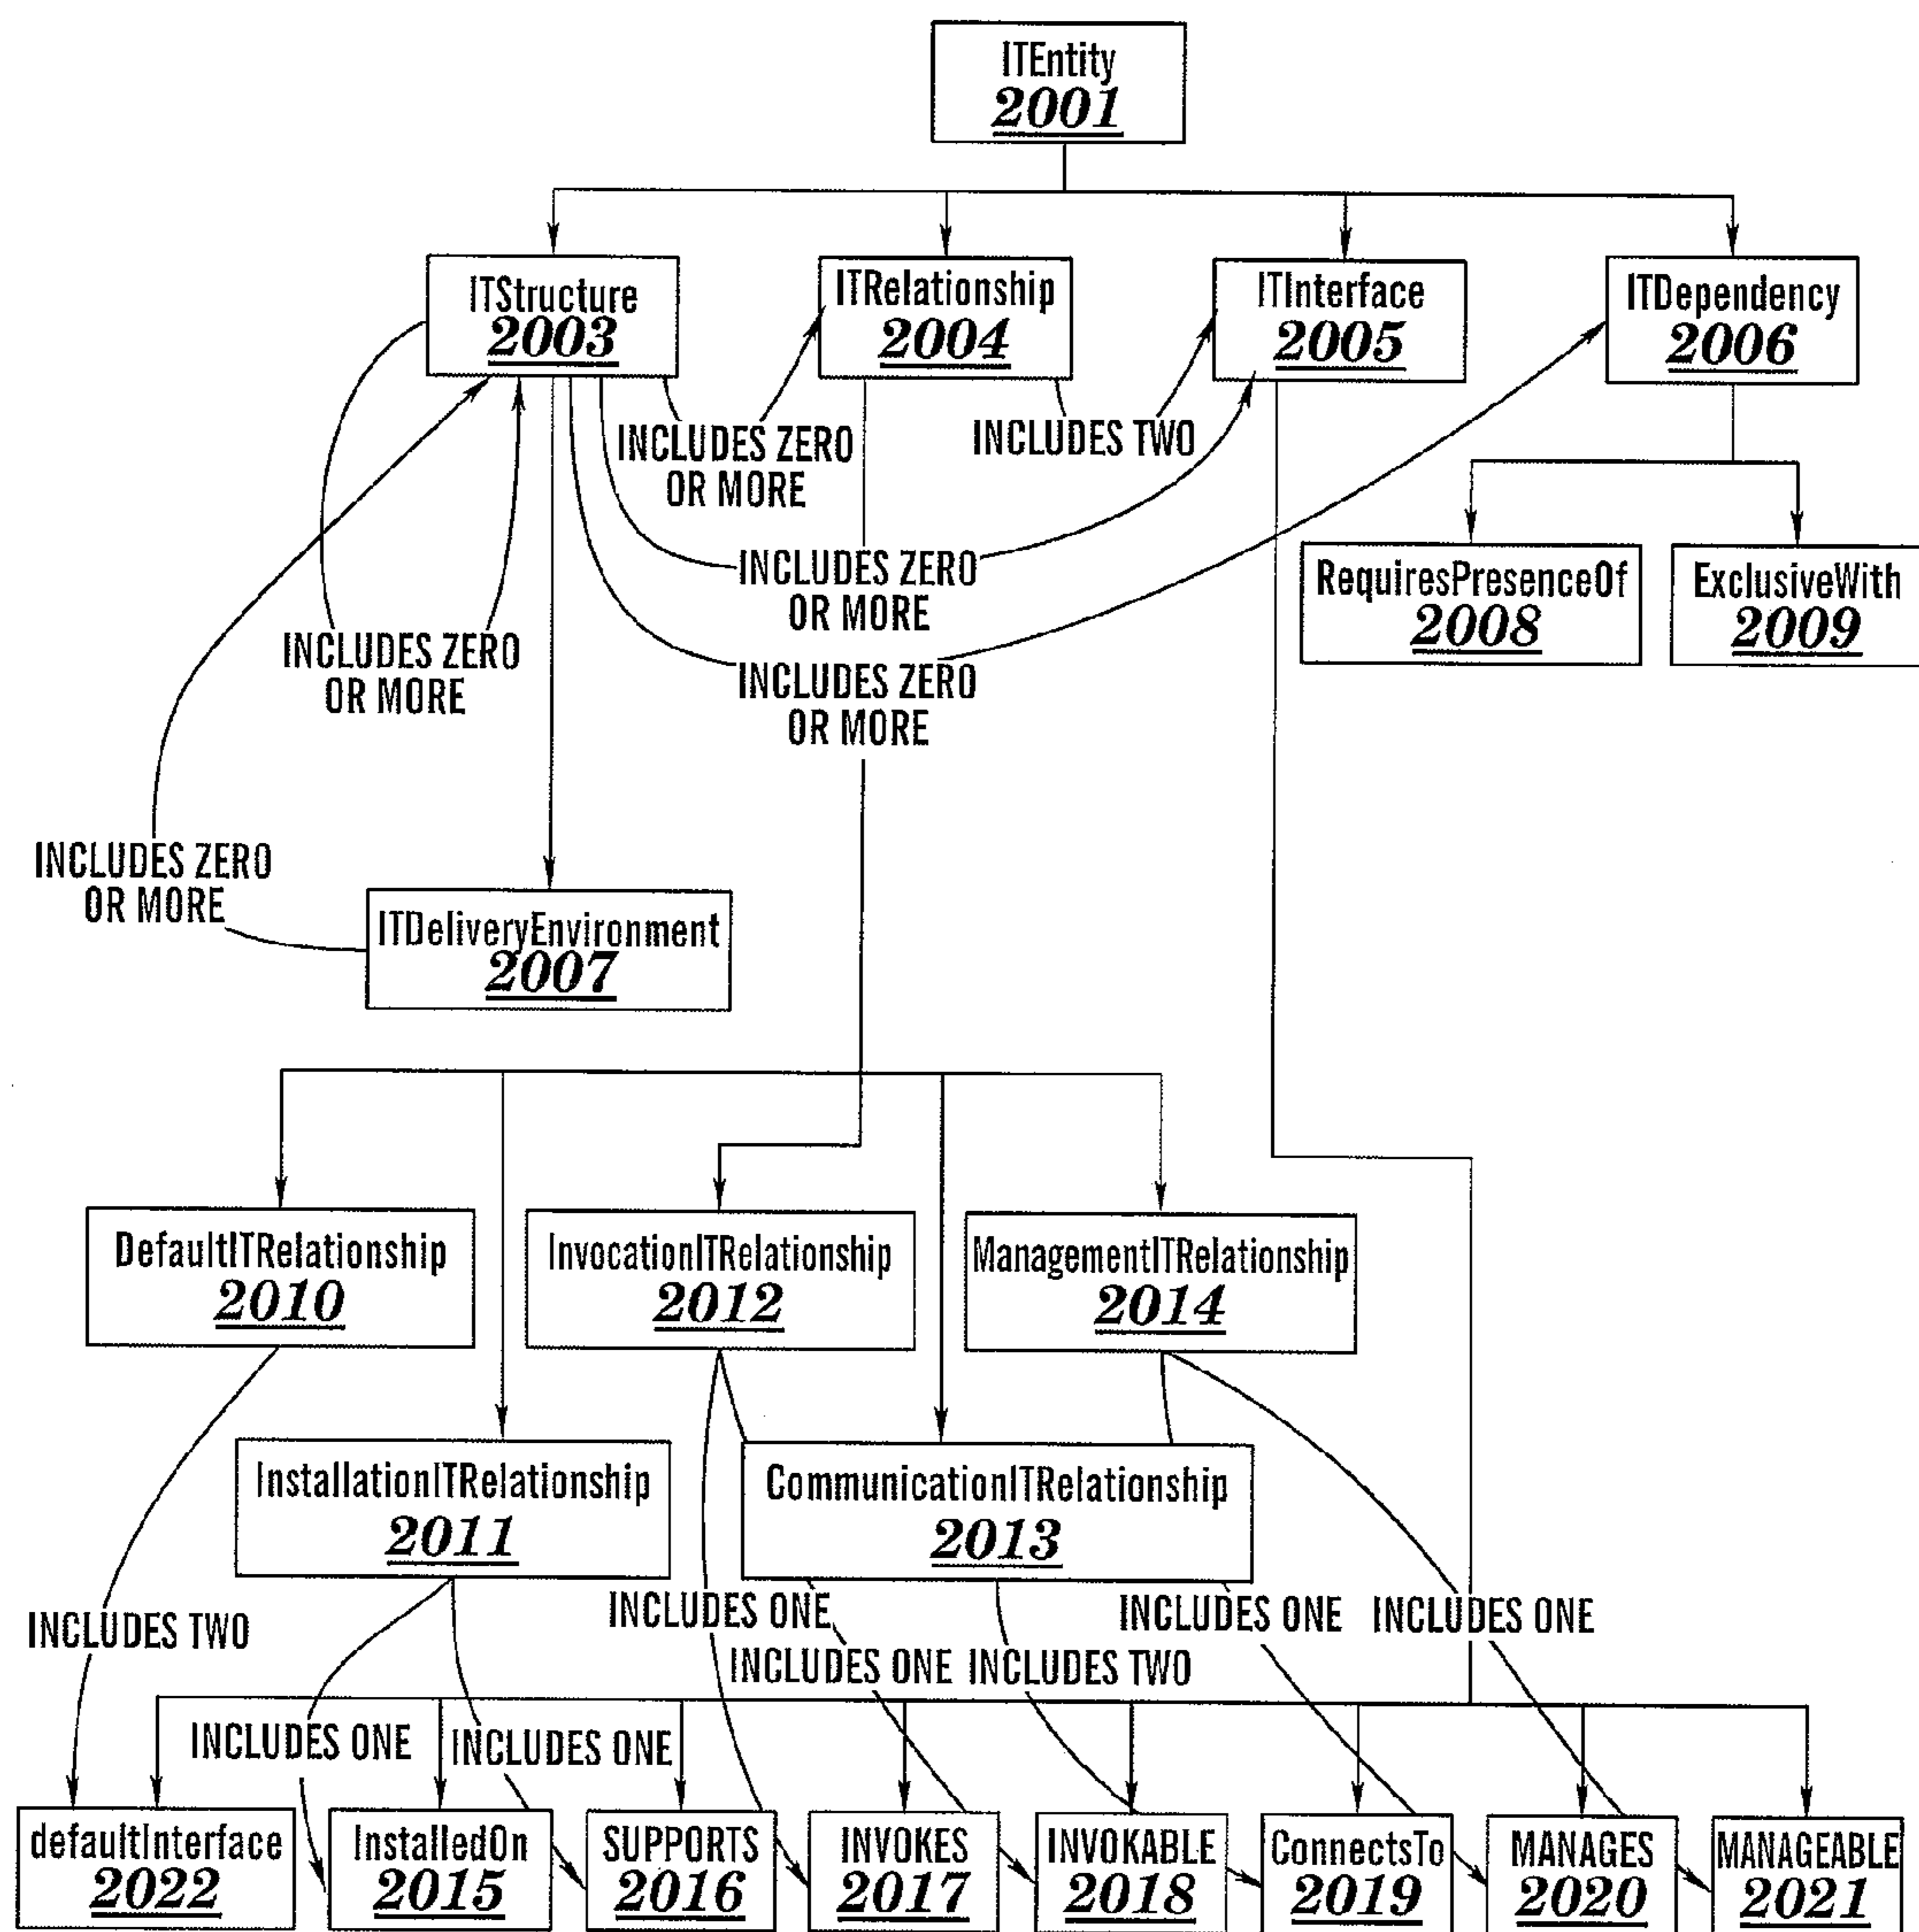 ITEntity
2001
ITStructure
2003
ITRelationship
2004
ITInterface
2005
ITDependency
2006
INCLUDES ZERO
OR MORE
INCLUDES TWO
INCLUDES ZERO
OR MORE
RequiresPresenceOf
2008
ExclusiveWith
2009
INCLUDES ZERO
OR MORE
INCLUDES ZERO
OR MORE
INCLUDES ZERO
OR MORE
ITDeliveryEnvironment
2007
DefaultITRelationship
2010
InvocationITRelationship
2012
ManagementITRelationship
2014
InstallationITRelationship
2011
CommunicationITRelationship
2013
INCLUDES TWO
INCLUDES ONE
INCLUDES ONE
INCLUDES TWO
INCLUDES ONE
INCLUDES ONE
INCLUDES ONE
INCLUDES ONE
defaultInterface
2022
InstalledOn
2015
SUPPORTS
2016
INVOKES
2017
INVOKABLE
2018
ConnectsTo
2019
MANAGES
2020
MANAGEABLE
2021